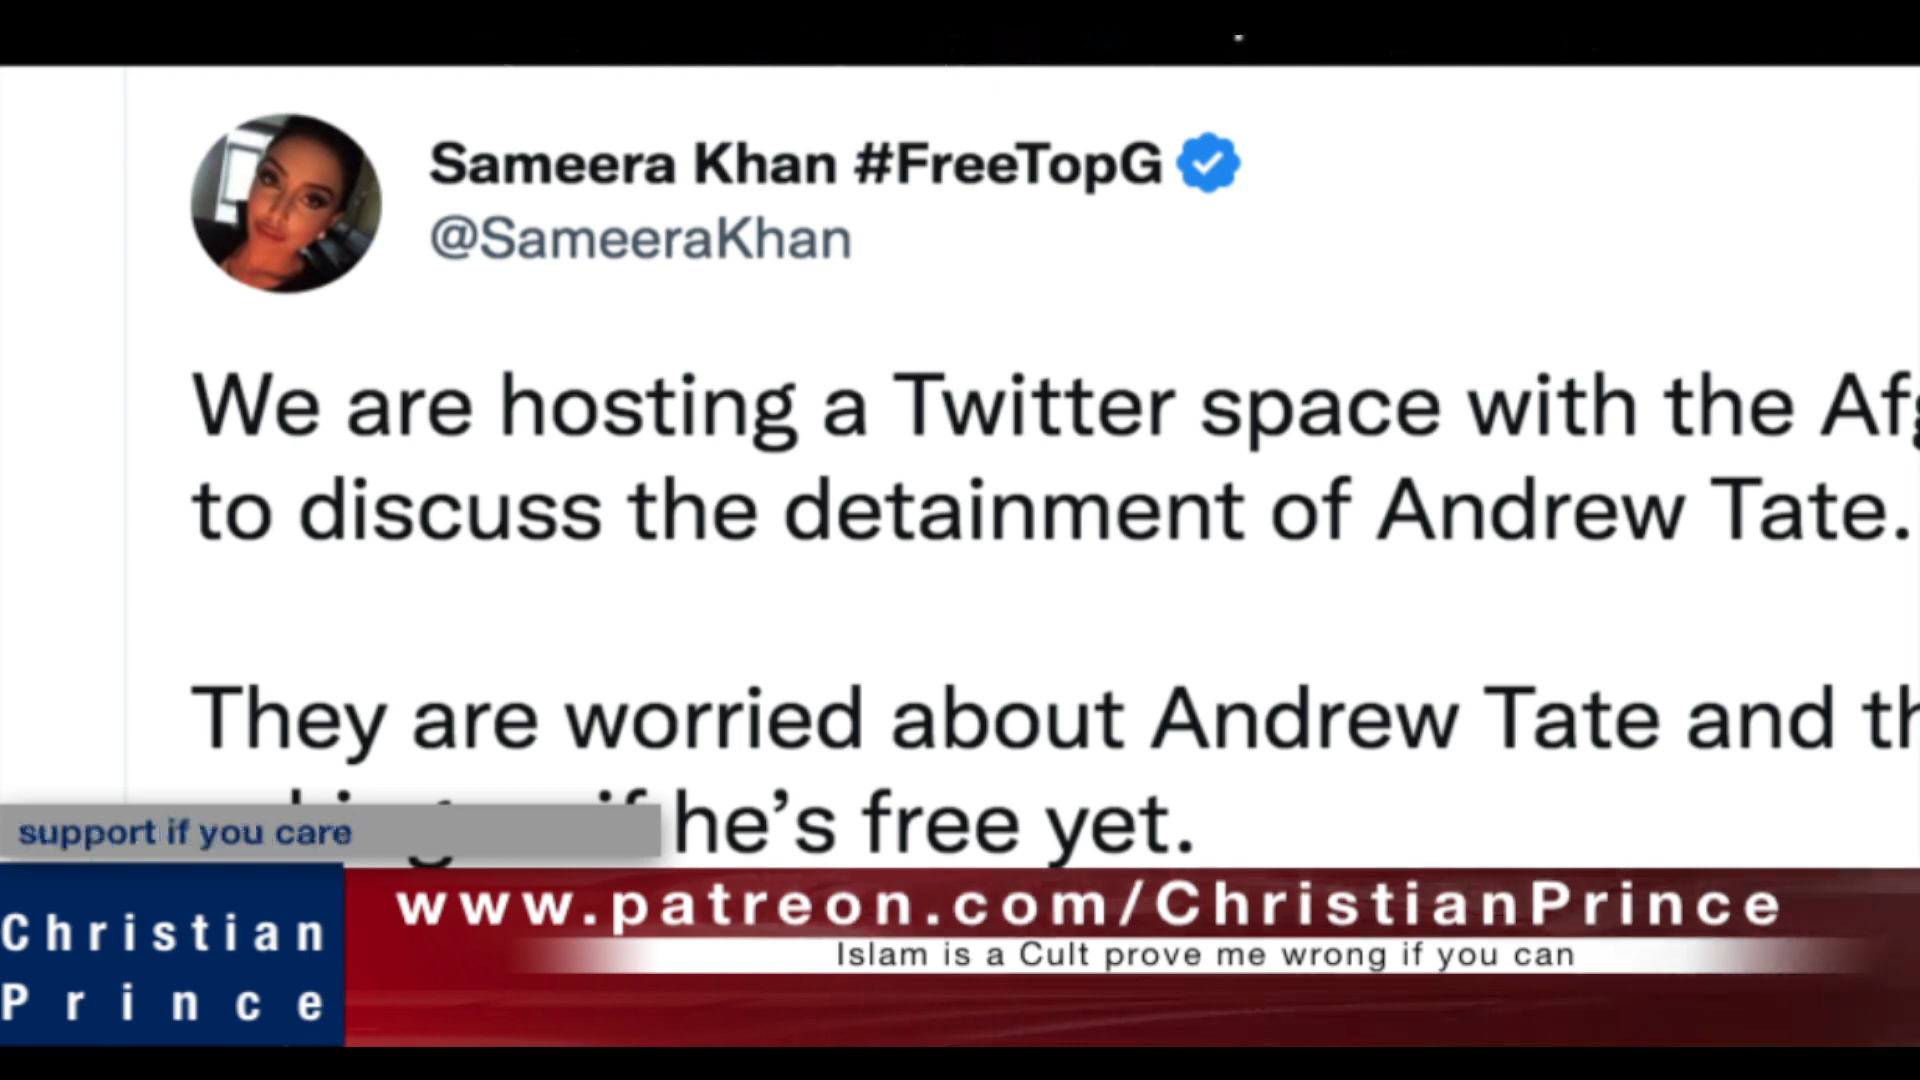 Sameera Khan #FreeTopG
@SameeraKhan
We are hosting a Twitter space with the
to discuss the detainment of Andrew Tate.
They are worried about Andrew Tate and
he's free yet.
support if you care
Christian
Prince
www.patreon.com/ChristianPrince
Islam is a Cult prove me wrong if you can